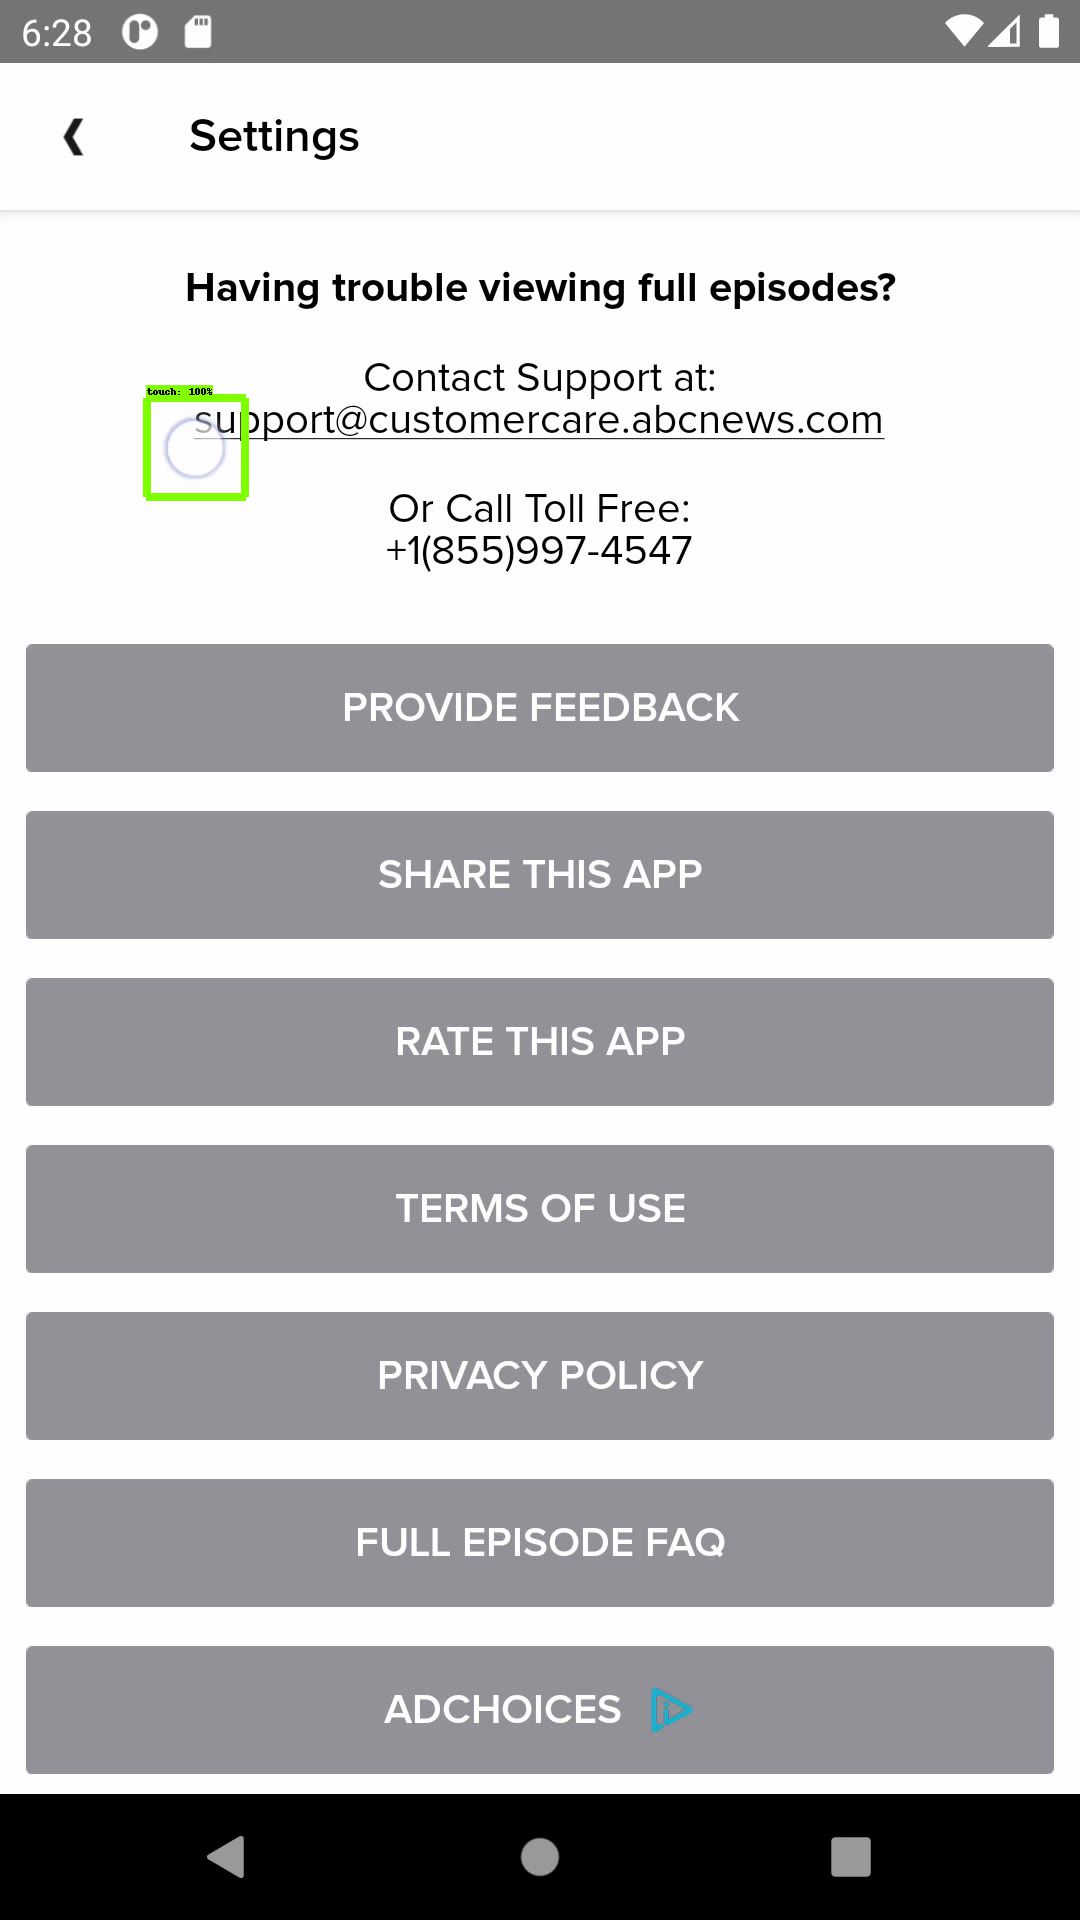 6:28
Settings
Having trouble viewing full episodes?
Contact Support at:
touch: 100%
support@customercare.abcnews.com
Or Call Toll Free:
+1(855)997-4547
PROVIDE FEEDBACK
SHARE THIS APP
RATE THIS APP
TERMS OF USE
PRIVACY POLICY
FULL EPISODE FAQ
ADCHOICES